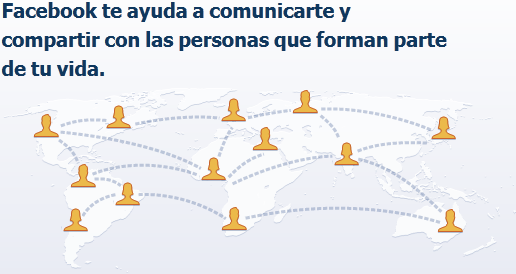 Facebook te ayuda a comunicarte y
compartir con las personas que forman parte
de tu vida.